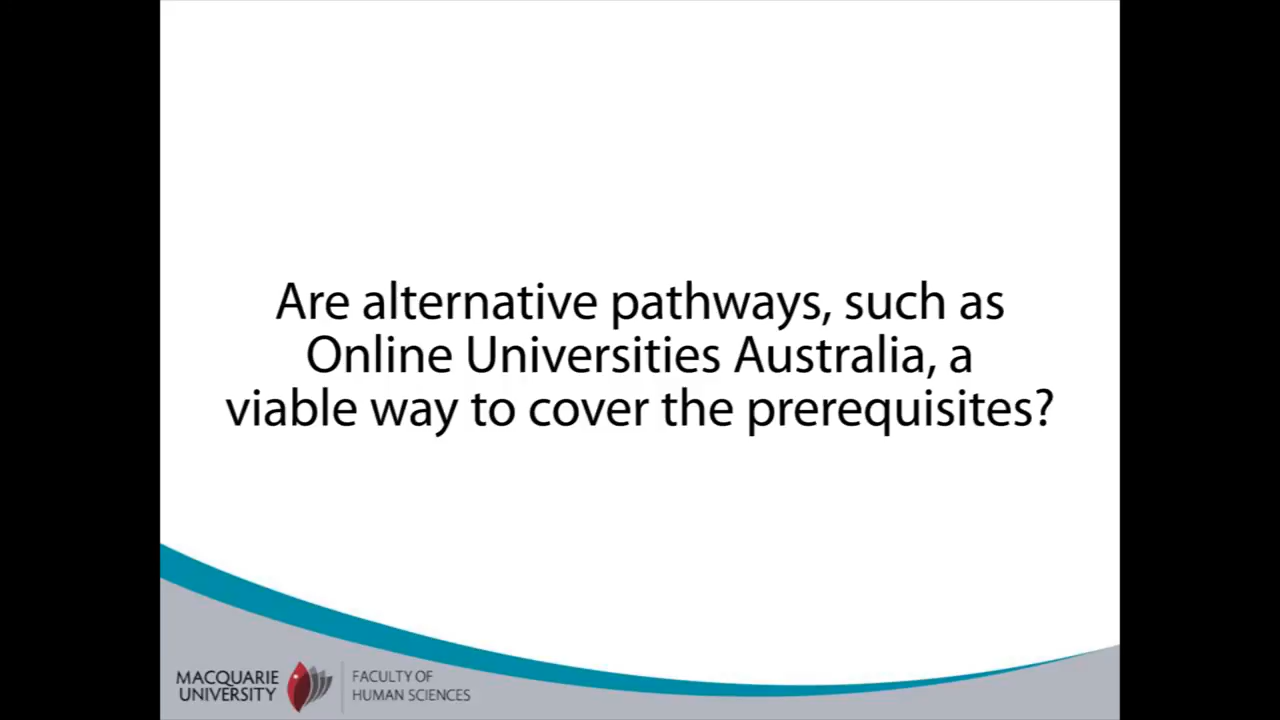 Are alternative pathways, such as
Online Universities Australia, a
viable way to cover the prerequisites?
MACQUARIE
UNIVERSITY
FACULTY OF
HUMAN SCIENCES